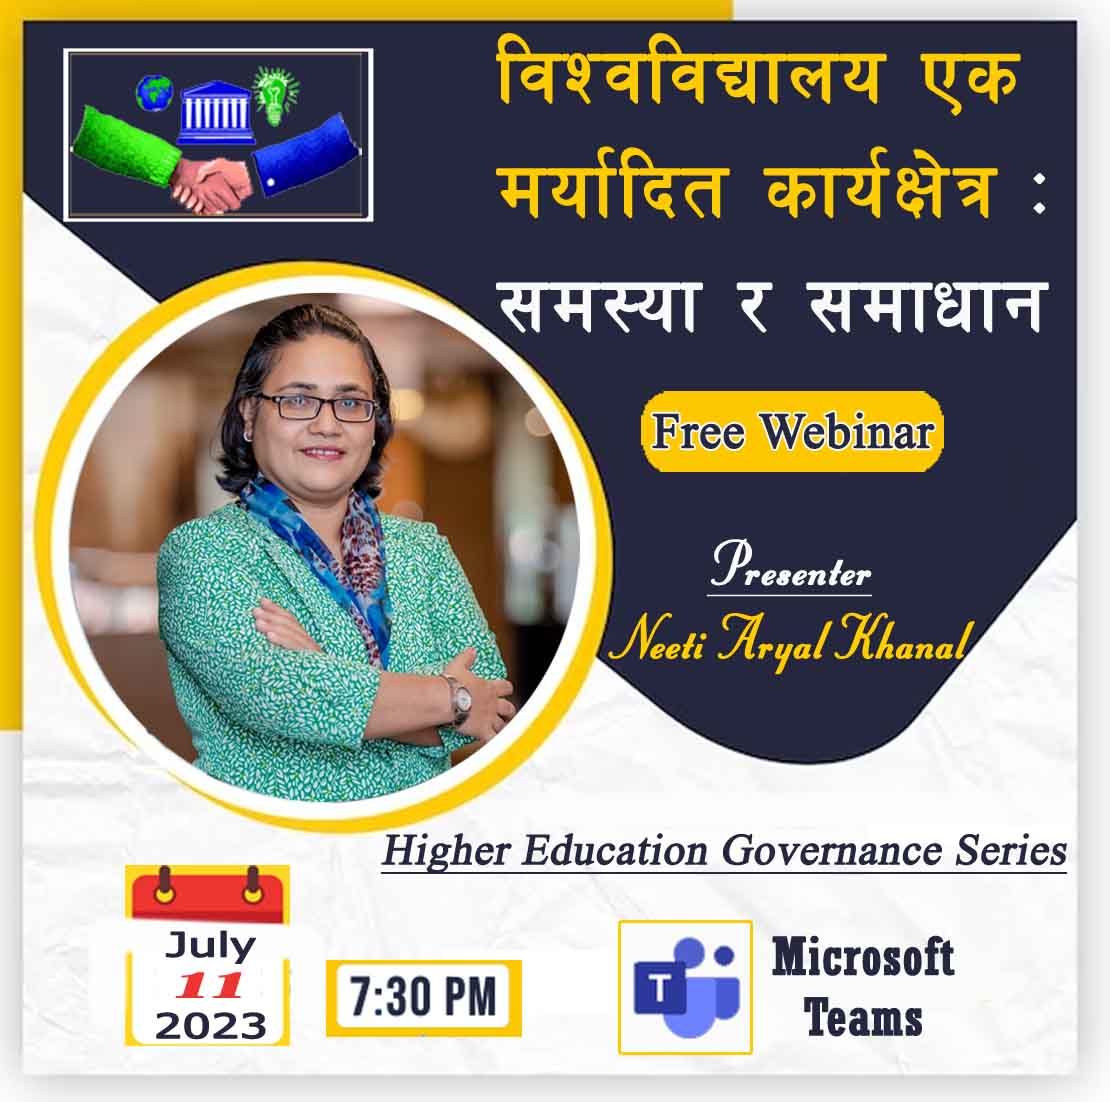 विश्वविद्यालय एक
मर्यादित कार्यक्षेत्र :
समस्या र समाधान
Free Webinar
Presenter
Neeti Aryal Khanal
Higher Education Governance Series
July
11
2023
7:30 PM
T
Microsoft
Teams